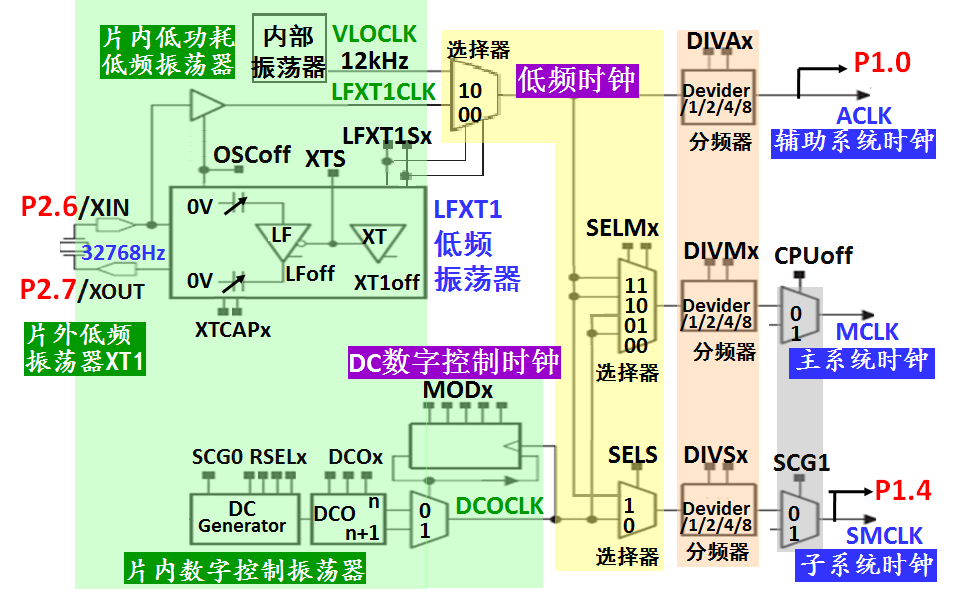 片内低功耗
低频振荡器
内部
振荡器
VLOCLK
12kHz
LFXT1CLK
选择器
10
00
低频时钟
DIVAx
Devider
/1/2/4/8
分频器
P1.0
ACLK
辅助系统时钟
OSCoff
XTS
LFXT1Sx
P2.6/XIN
32768Hz
P2.7/XOUT
0V
LF
LFoff
0V
XT
XT1off
XTCAPx
LFXT1
低频
振荡器
片外低频
振荡器XT1
SELMx
11
10
01
00
选择器
DIVMx
Devider
/1/2/4/8
分频器
CPUoff
0
1
MCLK
主系统时钟
DC数字控制时钟
MODx
SCG0 RSELx
DCOx
DC
Generator
DCO
n
n+1
0
1
DCOCLK
片内数字控制振荡器
SELS
1
0
选择器
DIVSx
Devider
/1/2/4/8
分频器
SCG1
0
1
P1.4
SMCLK
子系统时钟